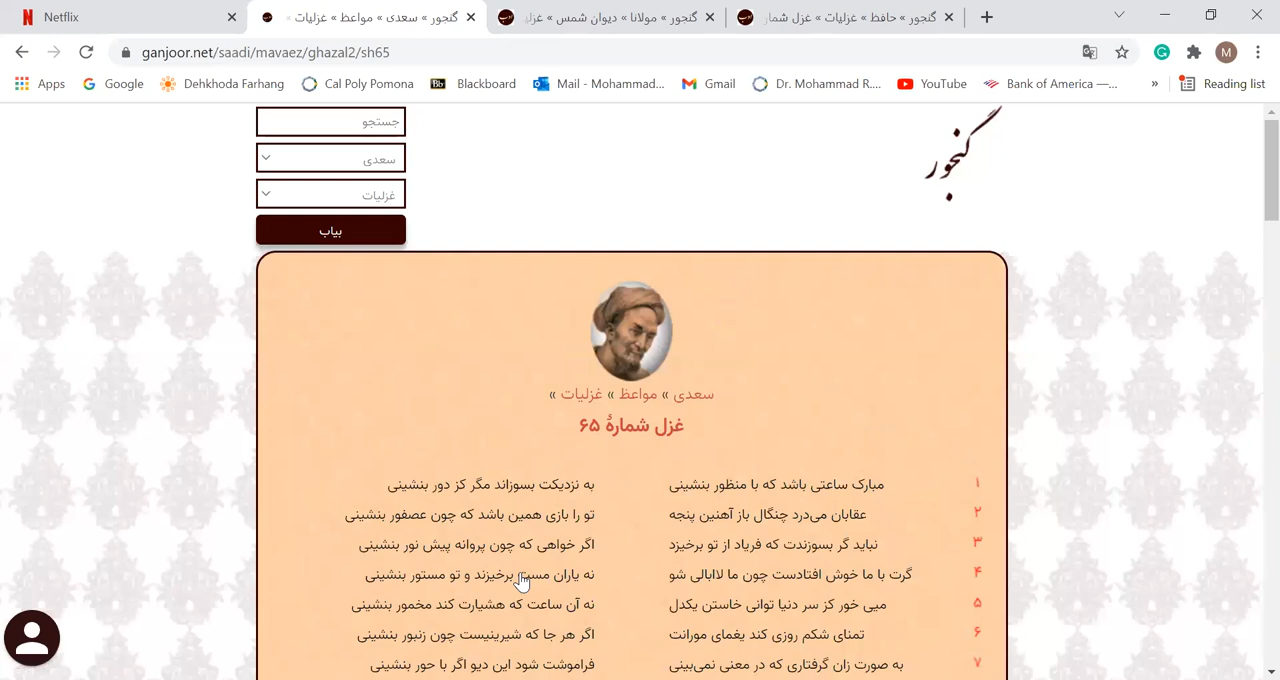 Netflix
گنجور » سعدی » مواعظ » غزلیات »
گنجور » مولانا » دیوان شمس » غزلی
گنجور » حافظ » غزلیات » غزل شمار
ganjoor.net/saadi/mavaez/ghazal2/sh65
M
Apps
Google
Dehkhoda Farhang
Cal Poly Pomona
Bb
Blackboard
Mail - Mohammad...
Gmail
Dr. Mohammad R....
YouTube
Bank of America —...
»
Reading list
جستجو
گنجور
سعدی
غزلیات
بیاب
سعدی » مواعظ » غزلیات »
غزل شمارهٔ ۶۵
۱ مبارک ساعتی باشد که با منظور بنشینی به نزدیکت بسوزاند مگر کز دور بنشینی
۲ عقابان می‌درد چنگال باز آهنین پنجه تو را بازی همین باشد که چون عصفور بنشینی
۳ نباید گر بسوزندت که فریاد از تو برخیزد اگر خواهی که چون پروانه پیش نور بنشینی
۴ گرت با ما خوش افتادست چون ما لاابالی شو نه یاران مست برخیزند و تو مستور بنشینی
۵ میی خور کز سر دنیا توانی خاستن یکدل نه آن ساعت که هشیارت کند مخمور بنشینی
۶ تمنای شکم روزی کند یغمای مورانت اگر هر جا که شیرینیست چون زنبور بنشینی
۷ به صورت زان گرفتاری که در معنی نمی‌بینی فراموشت شود این دیو اگر با حور بنشینی